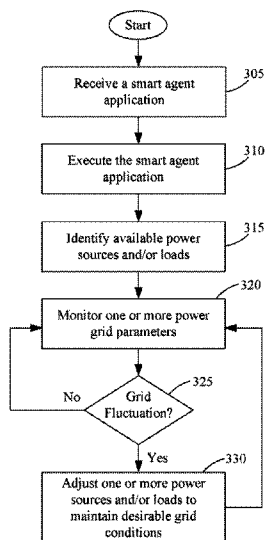 Start
305
Receive a smart agent
application
310
Execute the smart agent
application
315
Identify available power
sources and/or loads
320
Monitor one or more power
grid parameters
325
No
Grid
Fluctuation?
Yes
330
Adjust one or more power
sources and/or loads to
maintain desirable grid
conditions